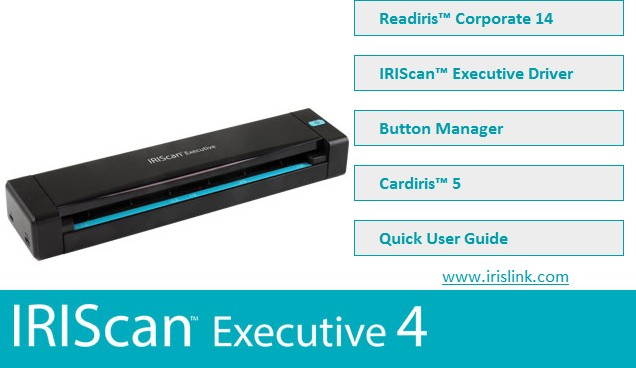 Readiris™ Corporate 14
IRIScan™ Executive Driver
Button Manager
Cardiris™ 5
Quick User Guide
www.irislink.com
IRIScan™ Executive
IRIScan™ Executive 4